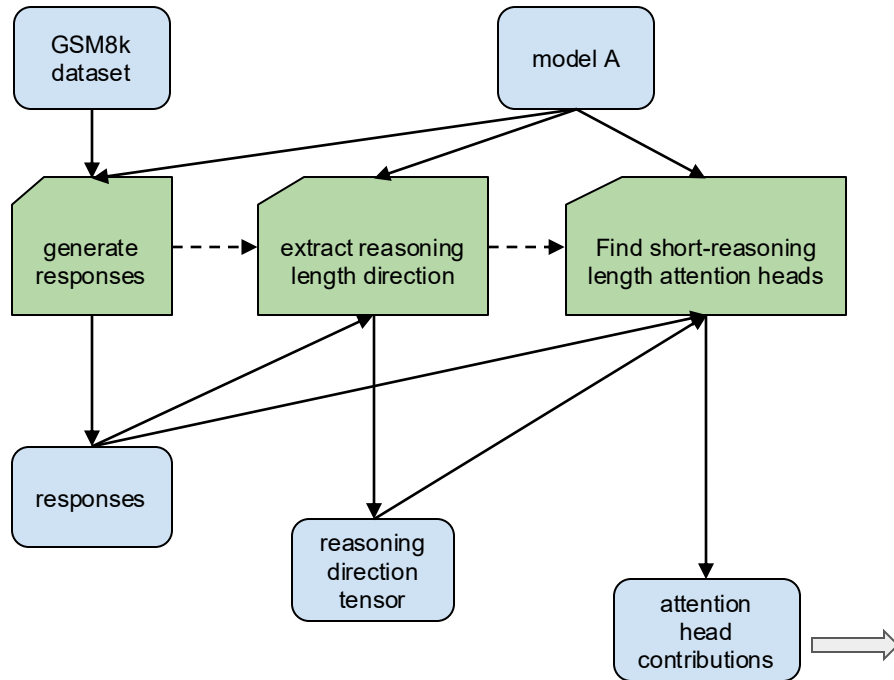 GSM8k
dataset
model A
generate
responses
extract reasoning
length direction
Find short-reasoning
length attention heads
responses
reasoning
direction
tensor
attention
head
contributions